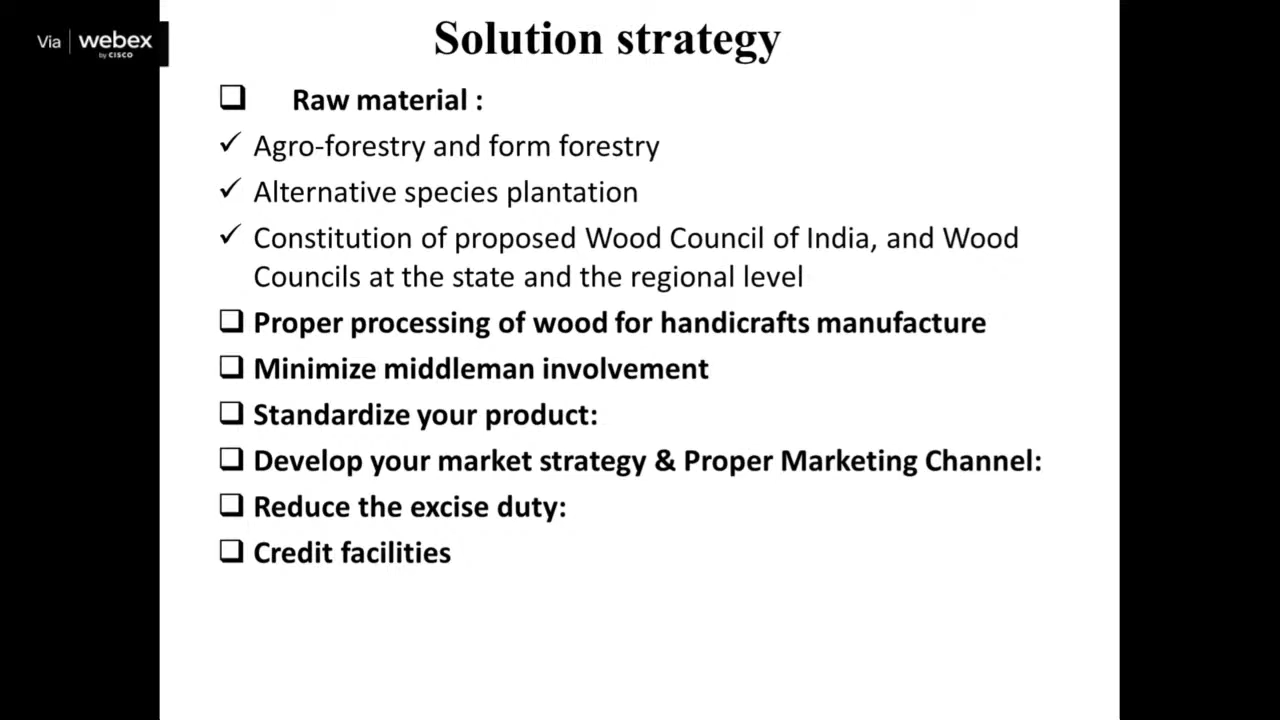 Via webex
by CISCO
Solution strategy
❑ Raw material :
✓ Agro-forestry and form forestry
✓ Alternative species plantation
✓ Constitution of proposed Wood Council of India, and Wood
Councils at the state and the regional level
❑ Proper processing of wood for handicrafts manufacture
❑ Minimize middleman involvement
❑ Standardize your product:
❑ Develop your market strategy & Proper Marketing Channel:
❑ Reduce the excise duty:
❑ Credit facilities